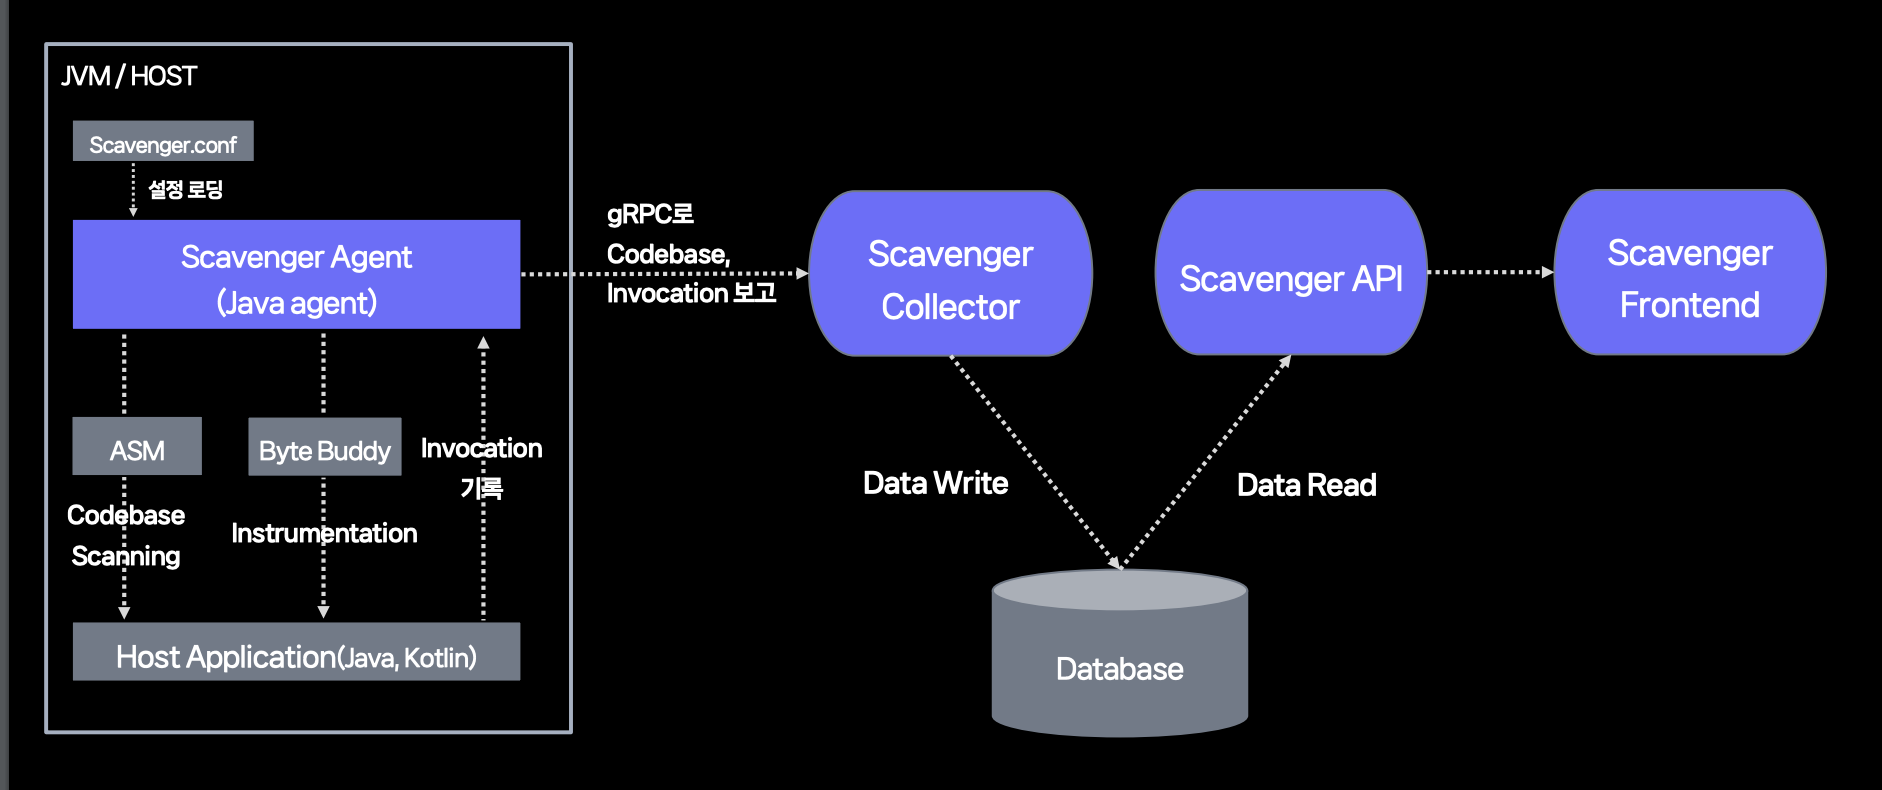 JVM / HOST
Scavenger.conf
설정 로딩
Scavenger Agent
(Java agent)
ASM
Byte Buddy
Invocation
기록
Codebase
Scanning
Instrumentation
Host Application(Java, Kotlin)
gRPC로
Codebase,
Invocation 보고
Scavenger
Collector
Scavenger API
Scavenger
Frontend
Data Write
Data Read
Database